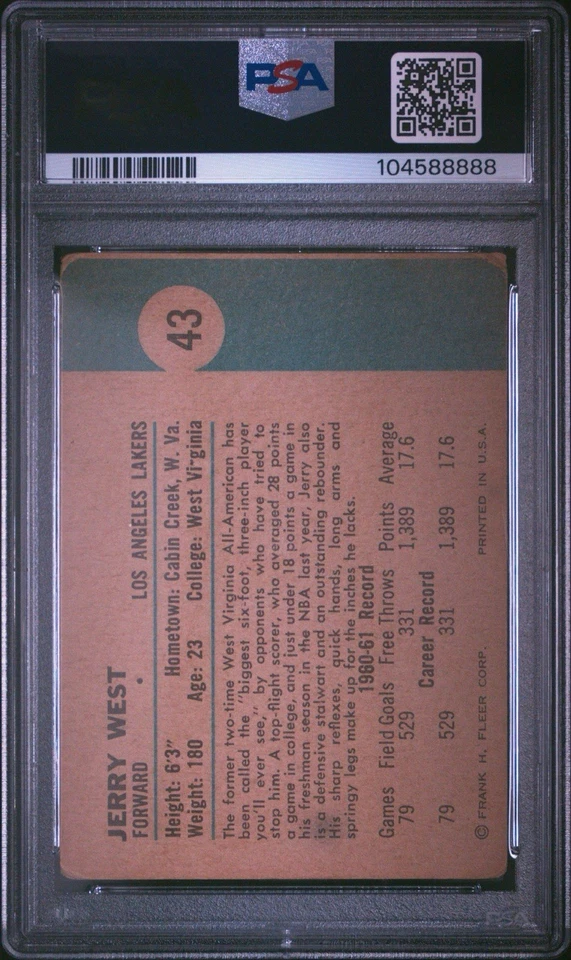 PSA
104588888
43
JERRY WEST
FORWARD • LOS ANGELES LAKERS
Height: 6'3" Hometown: Cabin Creek, W. Va.
Weight: 180 Age: 23 College: West Virginia
The former two-time West Virginia All-American has
been called the "biggest six-foot, three-inch player
you'll ever see," by opponents who have tried to
stop him. A top-flight scorer, who averaged 28 points
a game in college, and just under 18 points a game in
his freshman season in the NBA last year, Jerry also
is a defensive stalwart and an outstanding rebounder.
His sharp reflexes, quick hands, long arms and
springy legs make up for the inches he lacks.
1960-61 Record
Games Field Goals Free Throws Points Average
79 529 331 1,389 17.6
Career Record
79 529 331 1,389 17.6
© FRANK H. FLEER CORP. PRINTED IN U.S.A.
PSA